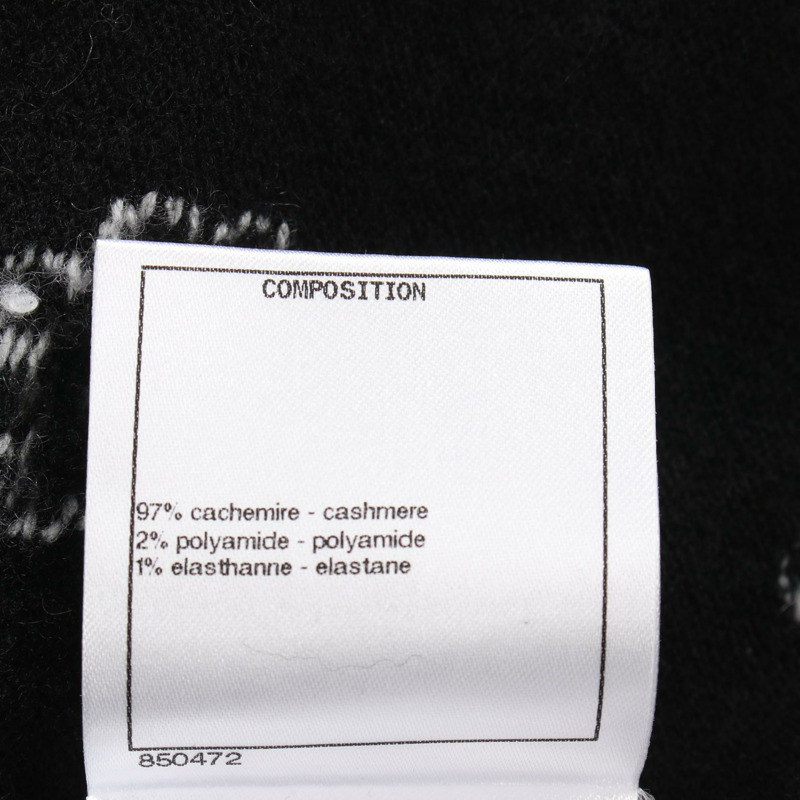 COMPOSITION
97% cachemire - cashmere
2% polyamide - polyamide
1% elasthanne - elastane
850472